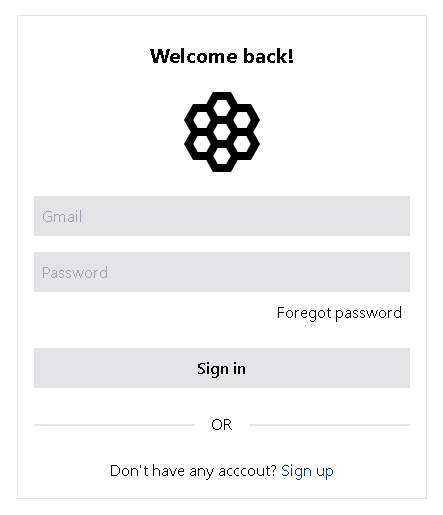 Welcome back!
Gmail
Password
Foregot password
Sign in
OR
Don't have any acccout? Sign up